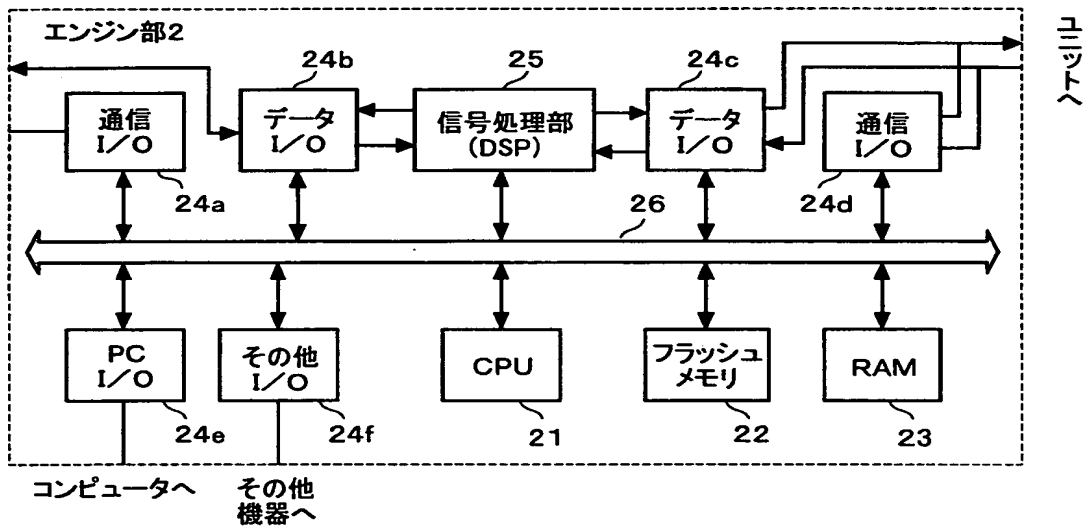 エンジン部2
ユニットへ
24b
25
24c
通信
I/O
データ
I/O
信号処理部
(DSP)
データ
I/O
通信
I/O
24a
24d
26
PC
I/O
その他
I/O
CPU
フラッシュ
メモリ
RAM
24e
24f
21
22
23
コンピュータへ
その他
機器へ